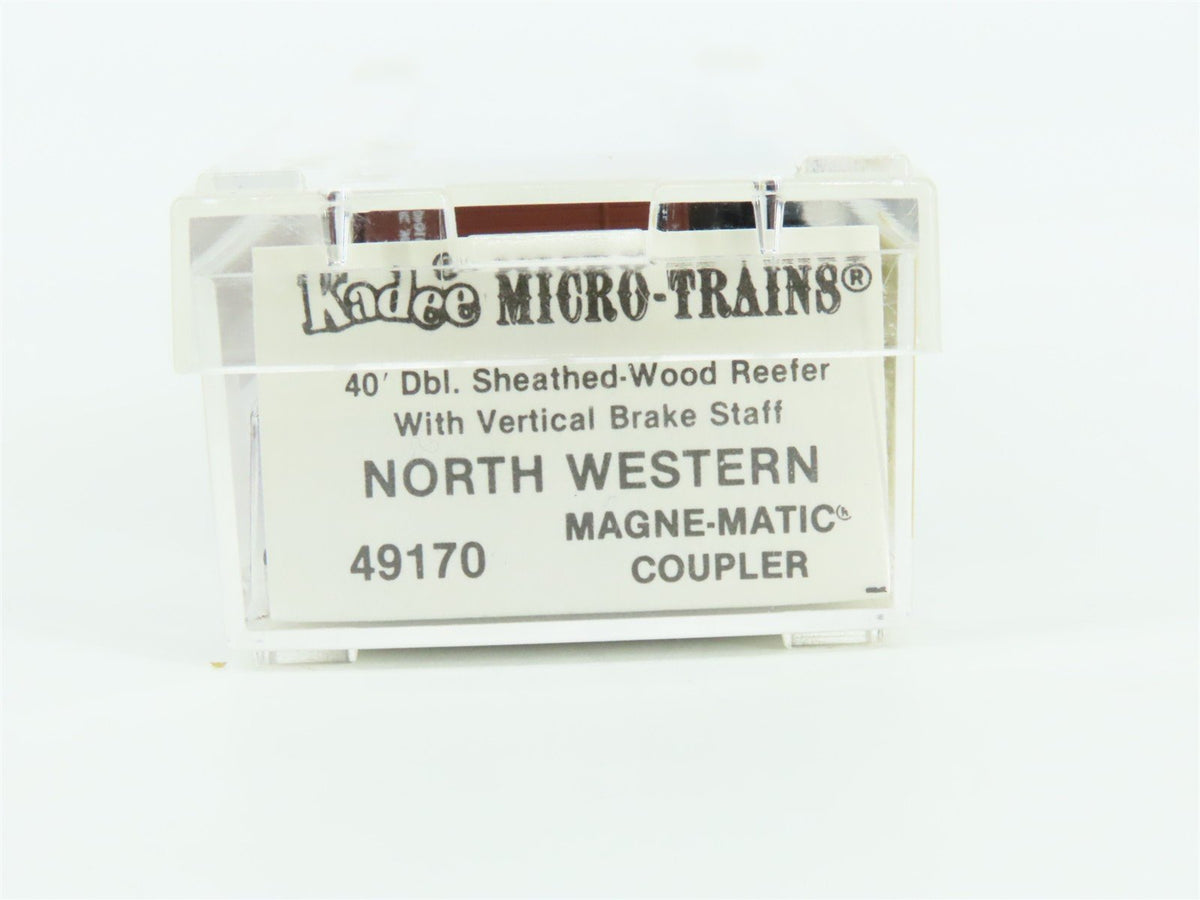 Kadee MICRO-TRAINS®
40' Dbl. Sheathed-Wood Reefer
With Vertical Brake Staff
NORTH WESTERN
MAGNE-MATIC®
49170 COUPLER